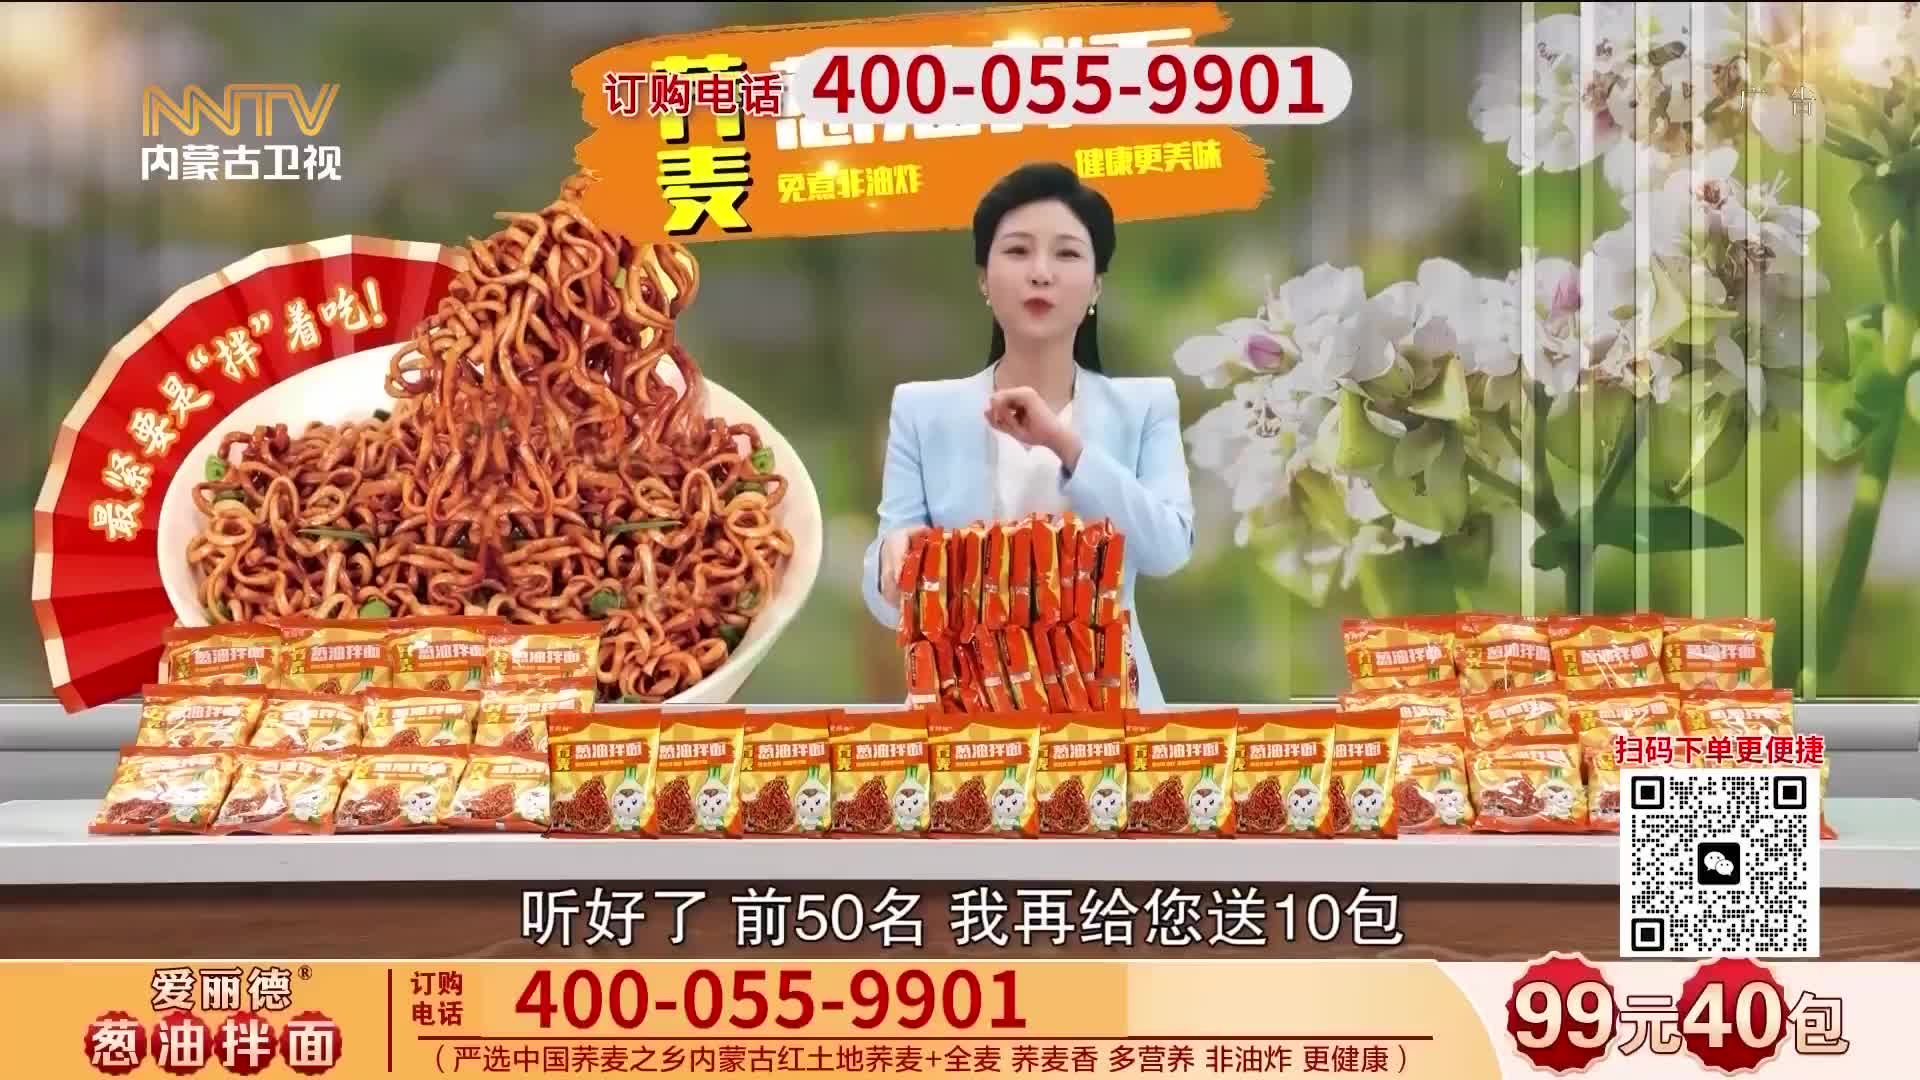 NNTV
内蒙古卫视
订购电话 400-055-9901
广告
荞麦
免煮非油炸
健康更美味
最紧要是“拌”着吃!
荞麦 葱油拌面
扫码下单更便捷
听好了 前50名 我再给您送10包
爱丽德®
葱油拌面
订购电话
400-055-9901
99元40包
(严选中国荞麦之乡内蒙古红土地荞麦+全麦 荞麦香 多营养 非油炸 更健康)